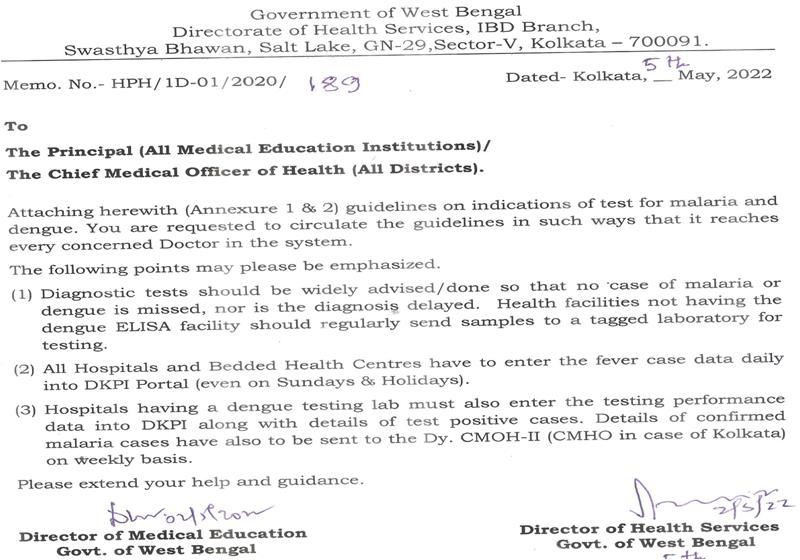 Government of West Bengal
Directorate of Health Services, IBD Branch,
Swasthya Bhawan, Salt Lake, GN-29,Sector-V, Kolkata – 700091.
Memo. No.- HPH/1D-01/2020/ 189
Dated- Kolkata, 5th May, 2022
To
The Principal (All Medical Education Institutions)/
The Chief Medical Officer of Health (All Districts).
Attaching herewith (Annexure 1 & 2) guidelines on indications of test for malaria and
dengue. You are requested to circulate the guidelines in such ways that it reaches
every concerned Doctor in the system.
The following points may please be emphasized.
(1) Diagnostic tests should be widely advised/done so that no case of malaria or
dengue is missed, nor is the diagnosis delayed. Health facilities not having the
dengue ELISA facility should regularly send samples to a tagged laboratory for
testing.
(2) All Hospitals and Bedded Health Centres have to enter the fever case data daily
into DKPI Portal (even on Sundays & Holidays).
(3) Hospitals having a dengue testing lab must also enter the testing performance
data into DKPI along with details of test positive cases. Details of confirmed
malaria cases have also to be sent to the Dy. CMOH-II (CMHO in case of Kolkata)
on weekly basis.
Please extend your help and guidance.
2/5/22
Director of Medical Education
Govt. of West Bengal
Director of Health Services
Govt. of West Bengal
5th